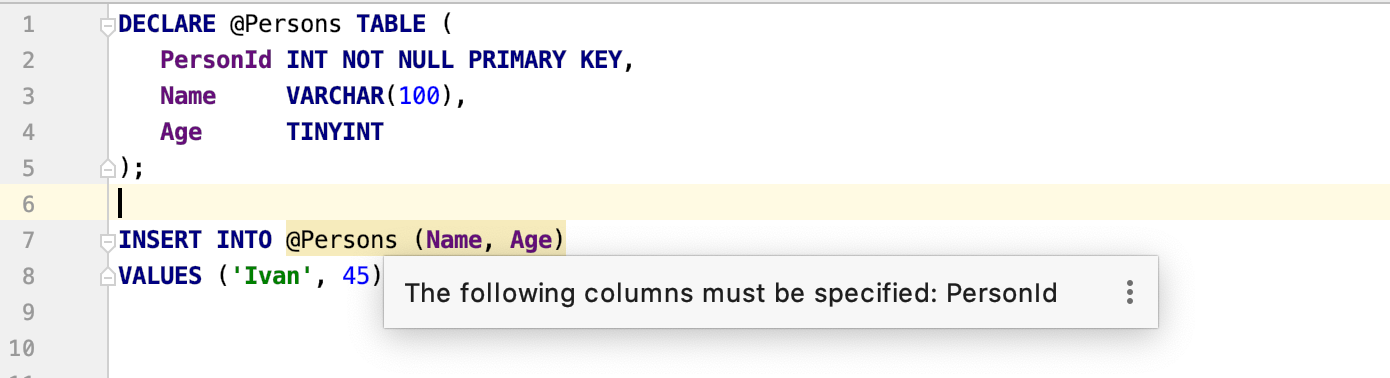 1 DECLARE @Persons TABLE (
2 PersonId INT NOT NULL PRIMARY KEY,
3 Name VARCHAR(100),
4 Age TINYINT
5 );
6
7 INSERT INTO @Persons (Name, Age)
8 VALUES ('Ivan', 45)
The following columns must be specified: PersonId
9
10